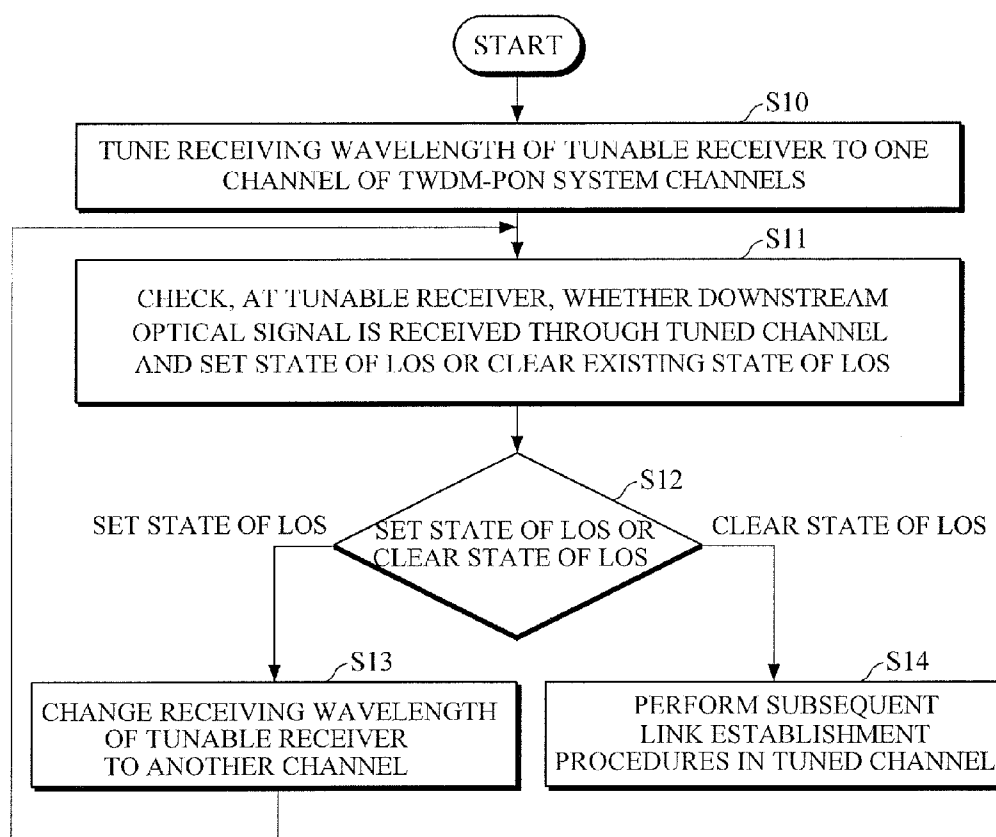 START
S10
TUNE RECEIVING WAVELENGTH OF TUNABLE RECEIVER TO ONE
CHANNEL OF TWDM-PON SYSTEM CHANNELS
S11
CHECK, AT TUNABLE RECEIVER, WHETHER DOWNSTREAM
OPTICAL SIGNAL IS RECEIVED THROUGH TUNED CHANNEL
AND SET STATE OF LOS OR CLEAR EXISTING STATE OF LOS
S12
SET STATE OF LOS
SET STATE OF LOS OR
CLEAR STATE OF LOS
CLEAR STATE OF LOS
S13
CHANGE RECEIVING WAVELENGTH
OF TUNABLE RECEIVER
TO ANOTHER CHANNEL
S14
PERFORM SUBSEQUENT
LINK ESTABLISHMENT
PROCEDURES IN TUNED CHANNEL